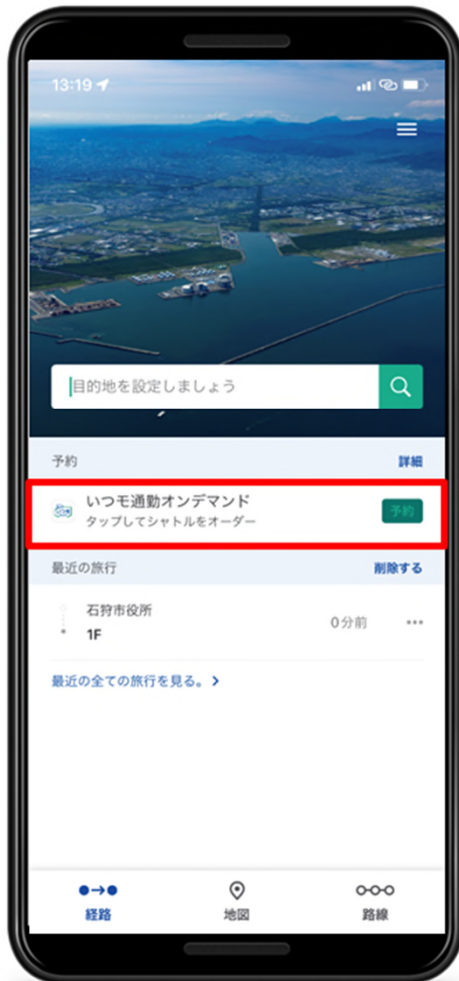 13:19
目的地を設定しましょう
予約 詳細
いつモ通勤オンデマンド
タップしてシャトルをオーダー
予約
最近の旅行 削除する
石狩市役所
1F
0分前
最近の全ての旅行を見る。
経路 地図 路線